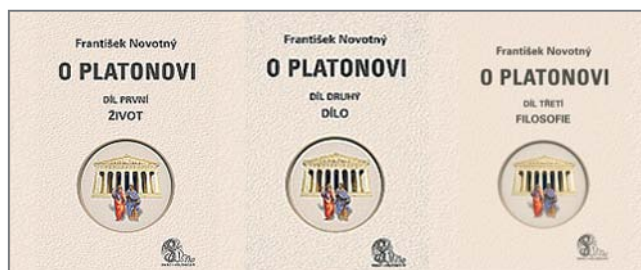 František Novotný
O PLATONOVI
DÍL PRVNÍ
ŽIVOT
František Novotný
O PLATONOVI
DÍL DRUHÝ
DÍLO
František Novotný
O PLATONOVI
DÍL TŘETÍ
FILOSOFIE